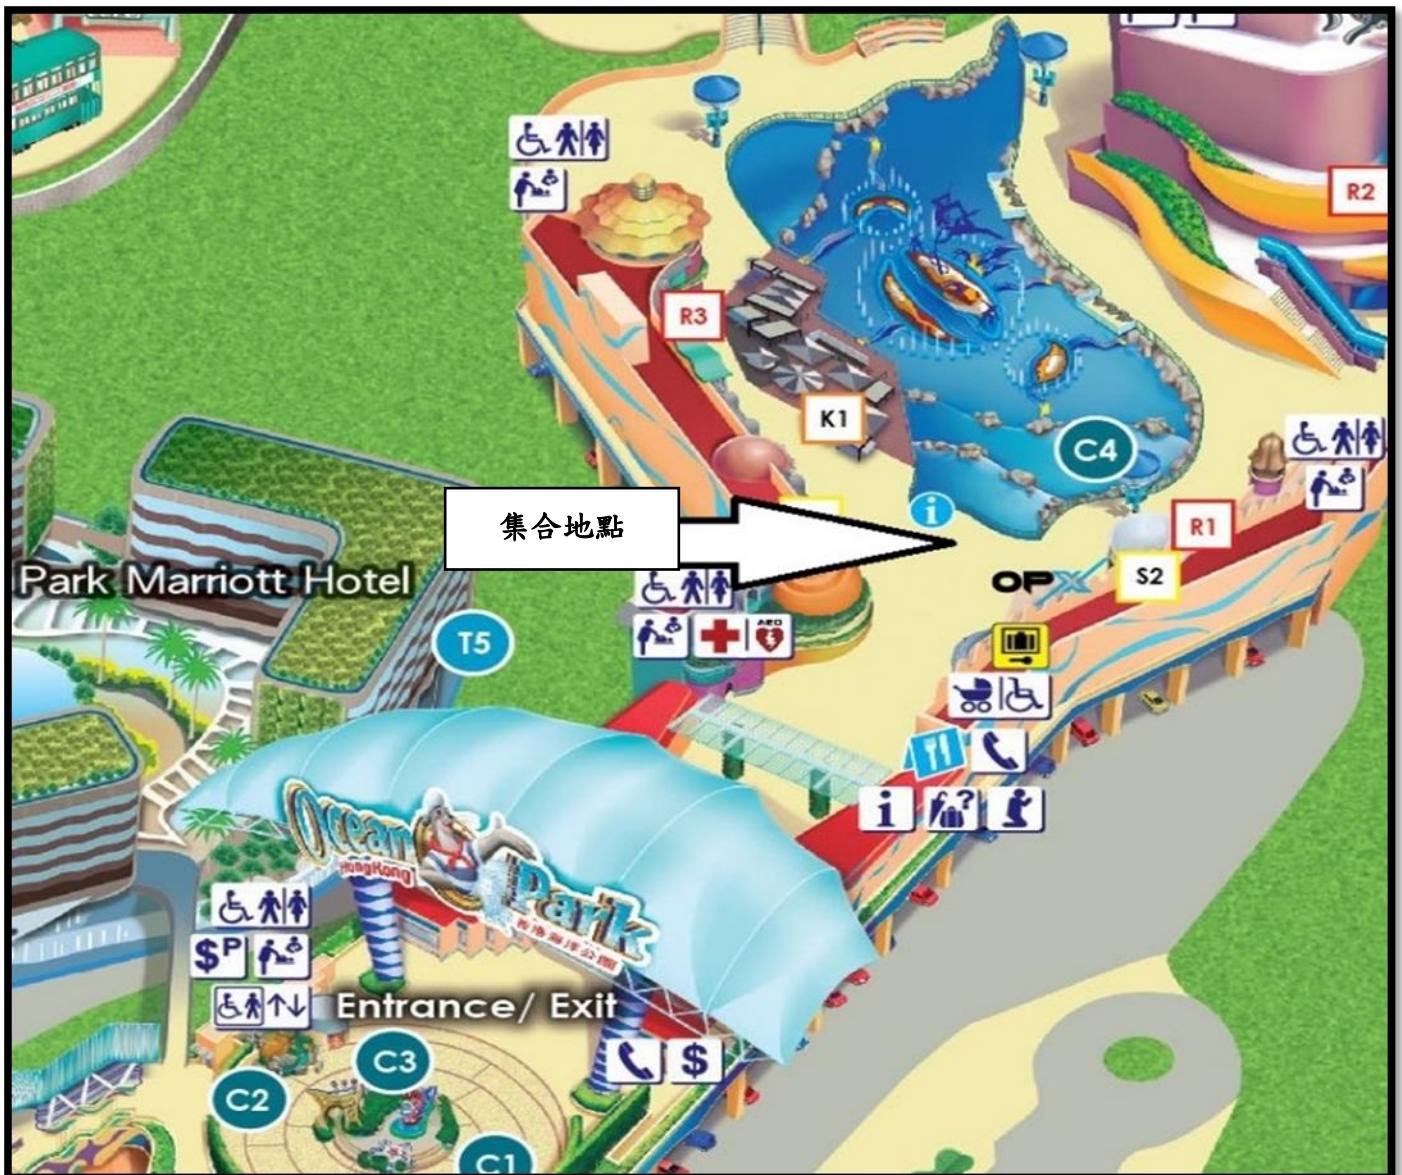 R2
R3
K1
C4
集合地點
R1
S2
OPX
Park Marriott Hotel
T5
AED
Ocean
HongKong
Park
香港海洋公園
$P
Entrance/ Exit
C3
$
C2
C1